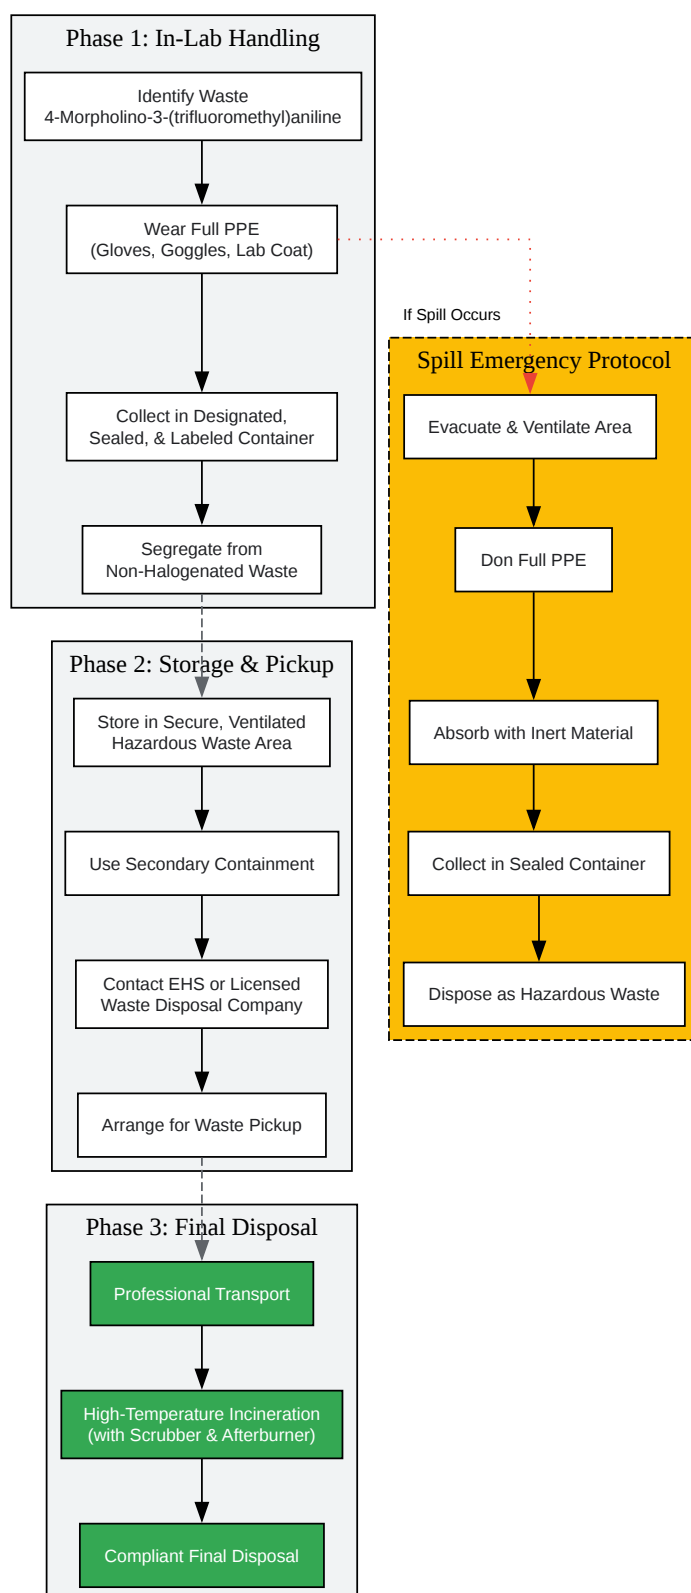 Phase 1: In-Lab Handling
Identify Waste
4-Morpholino-3-(trifluoromethyl)aniline
Wear Full PPE
(Gloves, Goggles, Lab Coat)
Collect in Designated,
Sealed, & Labeled Container
Segregate from
Non-Halogenated Waste
If Spill Occurs
Spill Emergency Protocol
Evacuate & Ventilate Area
Don Full PPE
Absorb with Inert Material
Collect in Sealed Container
Dispose as Hazardous Waste
Phase 2: Storage & Pickup
Store in Secure, Ventilated
Hazardous Waste Area
Use Secondary Containment
Contact EHS or Licensed
Waste Disposal Company
Arrange for Waste Pickup
Phase 3: Final Disposal
Professional Transport
High-Temperature Incineration
(with Scrubber & Afterburner)
Compliant Final Disposal